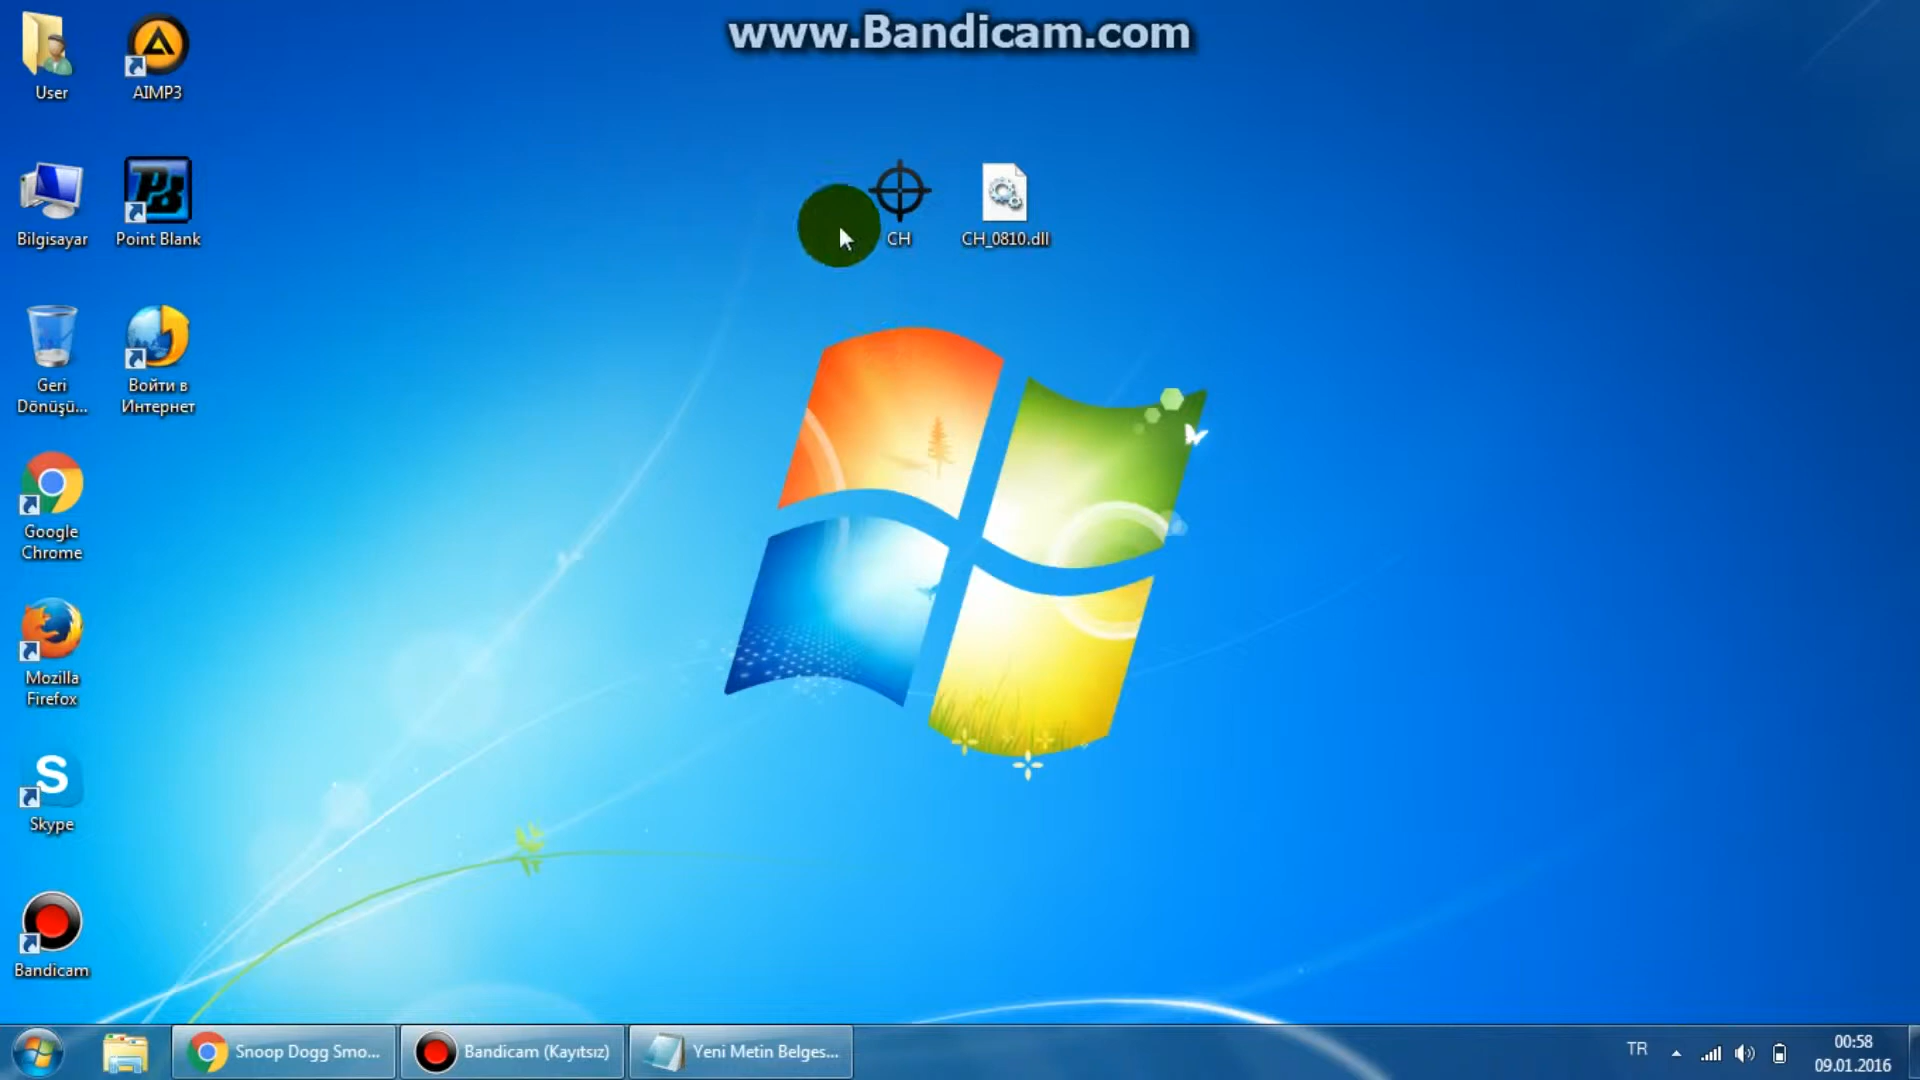 www.Bandicam.com
User
AIMP3
Bilgisayar
Point Blank
CH
CH_0810.dll
Geri
Dönüşü...
Войти в
Интернет
Google
Chrome
Mozilla
Firefox
S
Skype
Bandicam
Snoop Dogg Smo...
Bandicam (Kayıtsız)
Yeni Metin Belges...
TR
00:58
09.01.2016